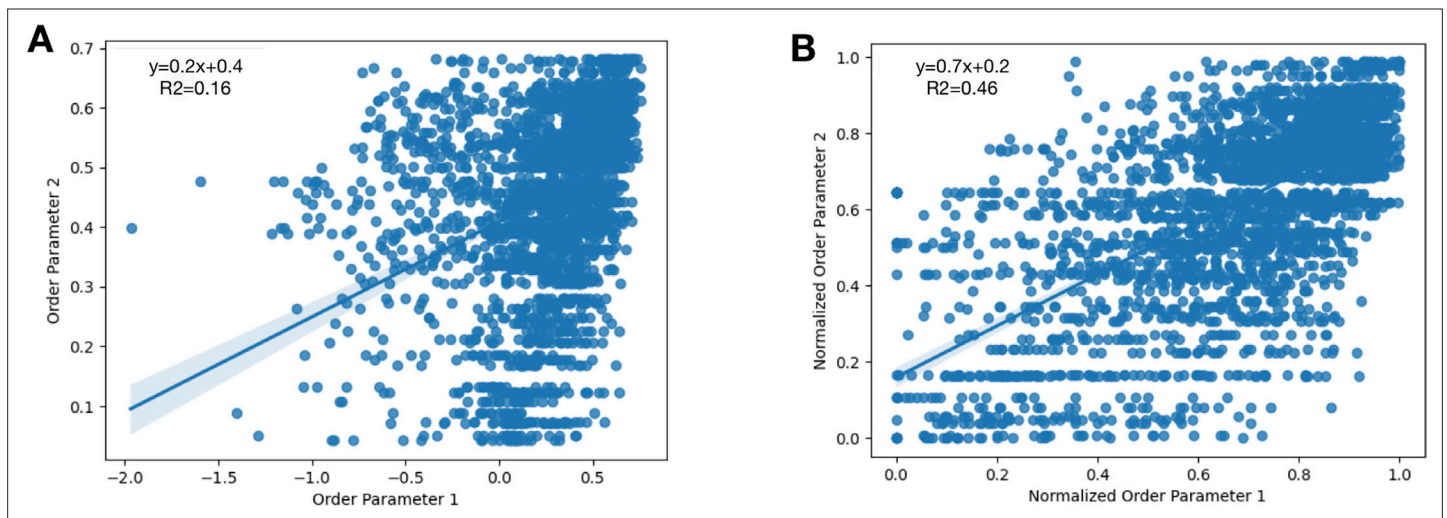 A
y=0.2x+0.4
R2=0.16
0.7
0.6
0.5
0.4
0.3
0.2
0.1
Order Parameter 2
−2.0 −1.5 −1.0 −0.5 0.0 0.5
Order Parameter 1
B
y=0.7x+0.2
R2=0.46
1.0
0.8
0.6
0.4
0.2
0.0
Normalized Order Parameter 2
0.0 0.2 0.4 0.6 0.8 1.0
Normalized Order Parameter 1